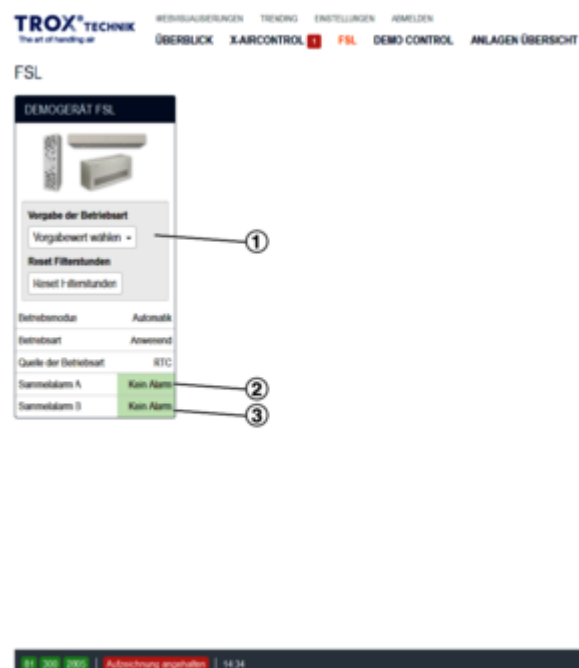 TROX® TECHNIK
The art of handling air
WEBVISUALISIERUNGEN TRENDING EINSTELLUNGEN ABMELDEN
ÜBERBLICK X-AIRCONTROL 1 FSL DEMO CONTROL ANLAGEN ÜBERSICHT
FSL
DEMOGERÄT FSL
Vorgabe der Betriebsart
Vorgabewert wählen
Reset Filterstunden
Reset Filterstunden
Betriebsmodus Automatik
Betriebsart Anwesend
Quelle der Betriebsart RTC
Sammelalarm A Kein Alarm
Sammelalarm B Kein Alarm
1
2
3
300 Aufzeichnung angehalten 14:34